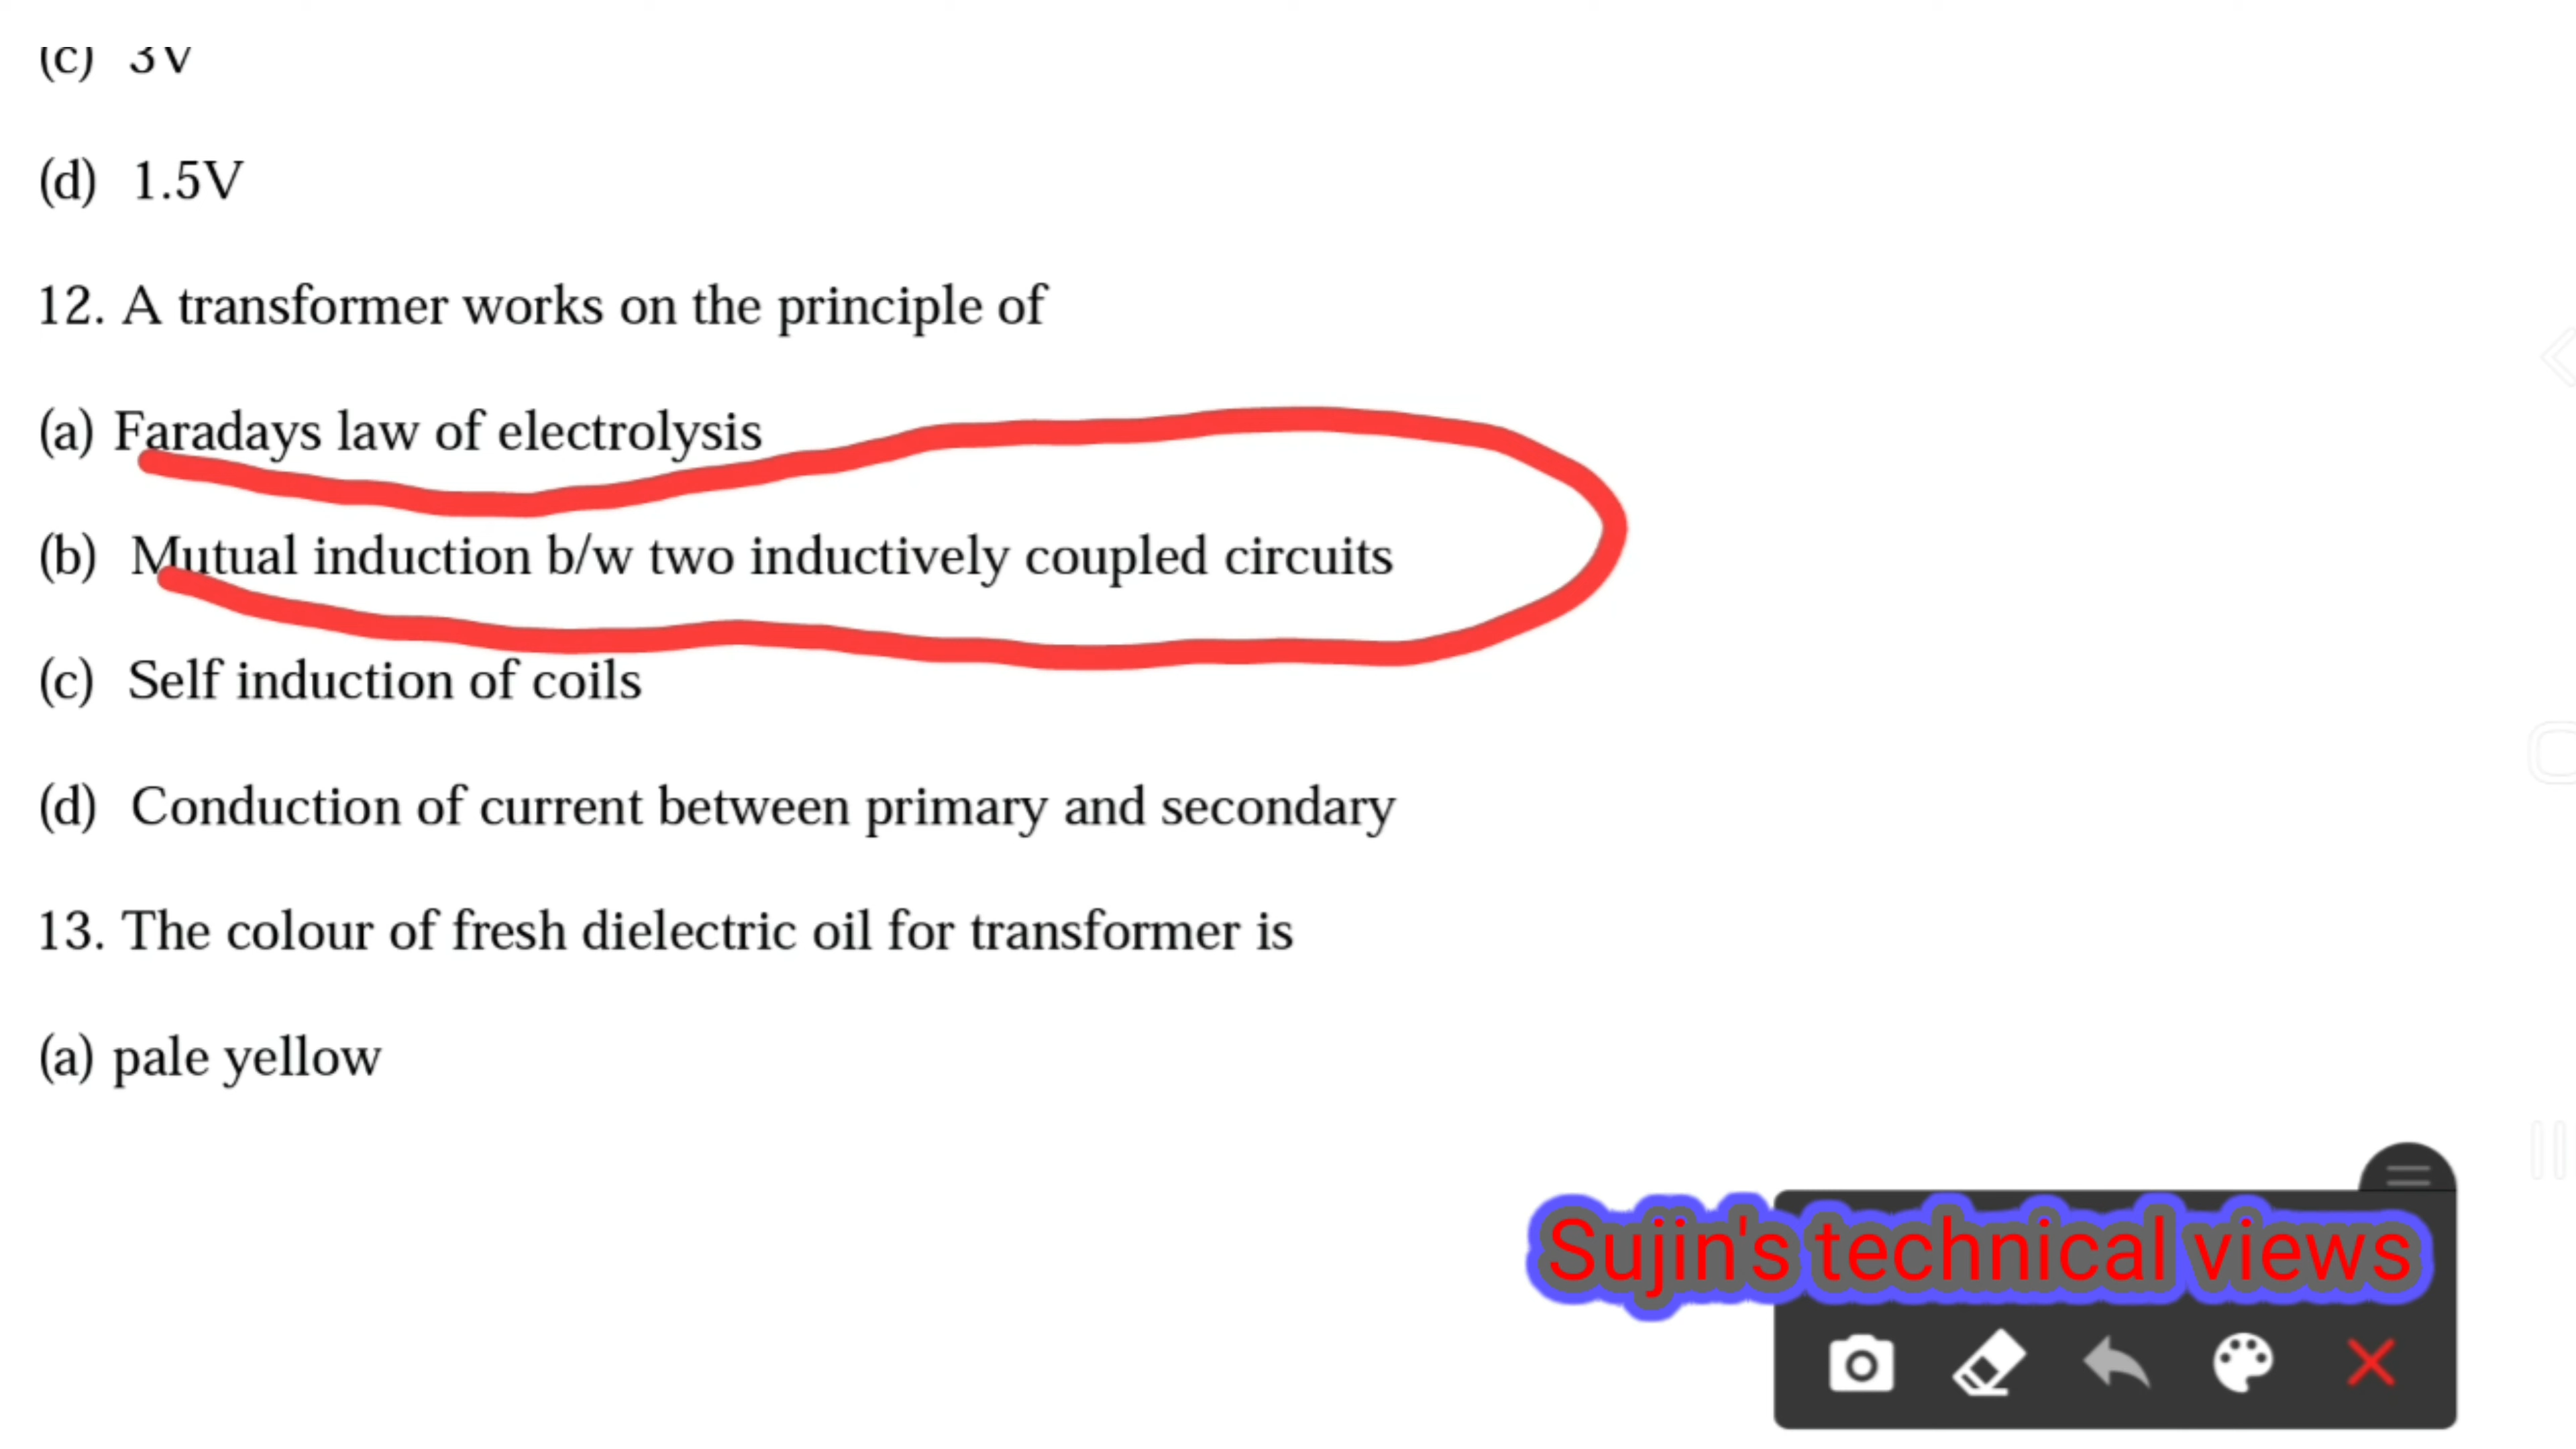 (c) 3V
(d) 1.5V
12. A transformer works on the principle of
(a) Faradays law of electrolysis
(b) Mutual induction b/w two inductively coupled circuits
(c) Self induction of coils
(d) Conduction of current between primary and secondary
13. The colour of fresh dielectric oil for transformer is
(a) pale yellow
Sujin's technical views